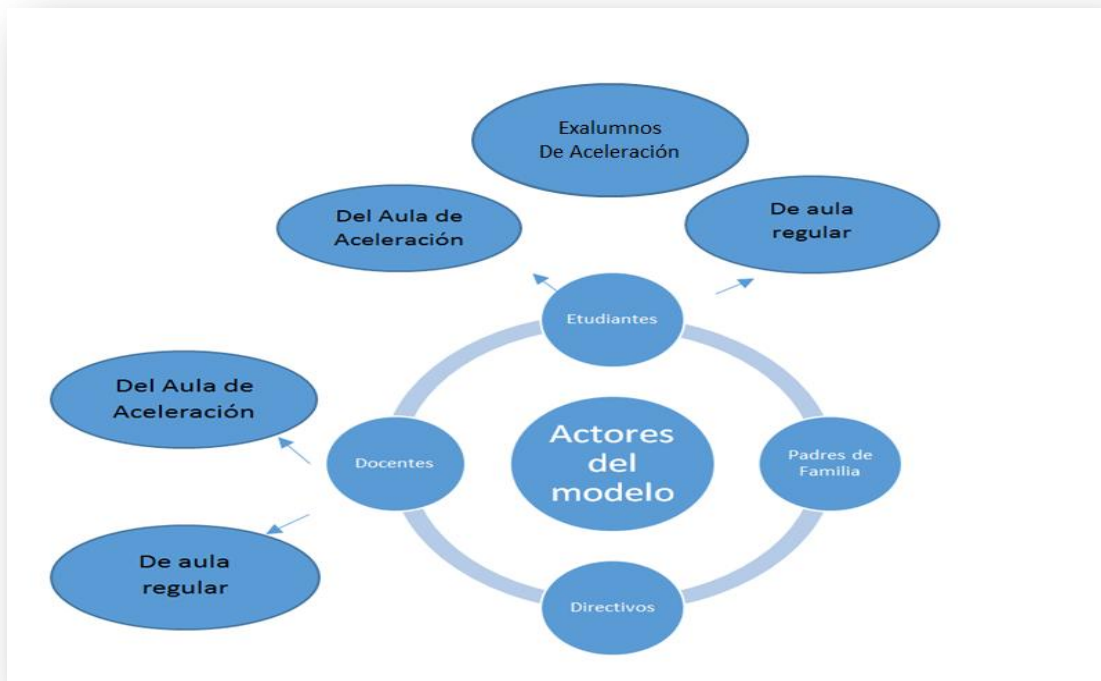 Exalumnos
De Aceleración
Del Aula de
Aceleración
De aula
regular
Etudiantes
Del Aula de
Aceleración
Docentes
Actores
del
modelo
Padres de
Familia
De aula
regular
Directivos